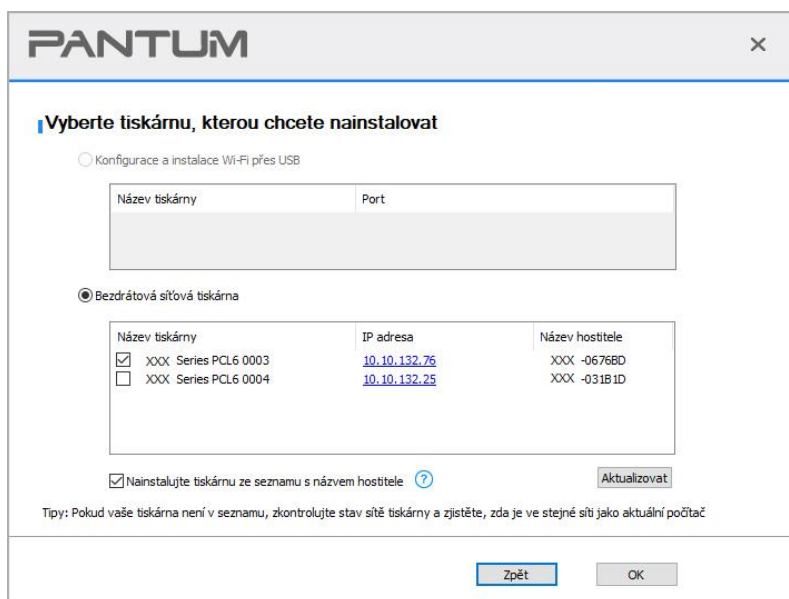 PANTUM
Vyberte tiskárnu, kterou chcete nainstalovat
Konfigurace a instalace Wi-Fi přes USB
Název tiskárny Port
Bezdrátová síťová tiskárna
Název tiskárny IP adresa Název hostitele
XXX Series PCL6 0003 10.10.132.76 XXX -0676BD
XXX Series PCL6 0004 10.10.132.25 XXX -031B1D
Nainstalujte tiskárnu ze seznamu s názvem hostitele ? Aktualizovat
Tipy: Pokud vaše tiskárna není v seznamu, zkontrolujte stav sítě tiskárny a zjistěte, zda je ve stejné síti jako aktuální počítač
Zpět OK